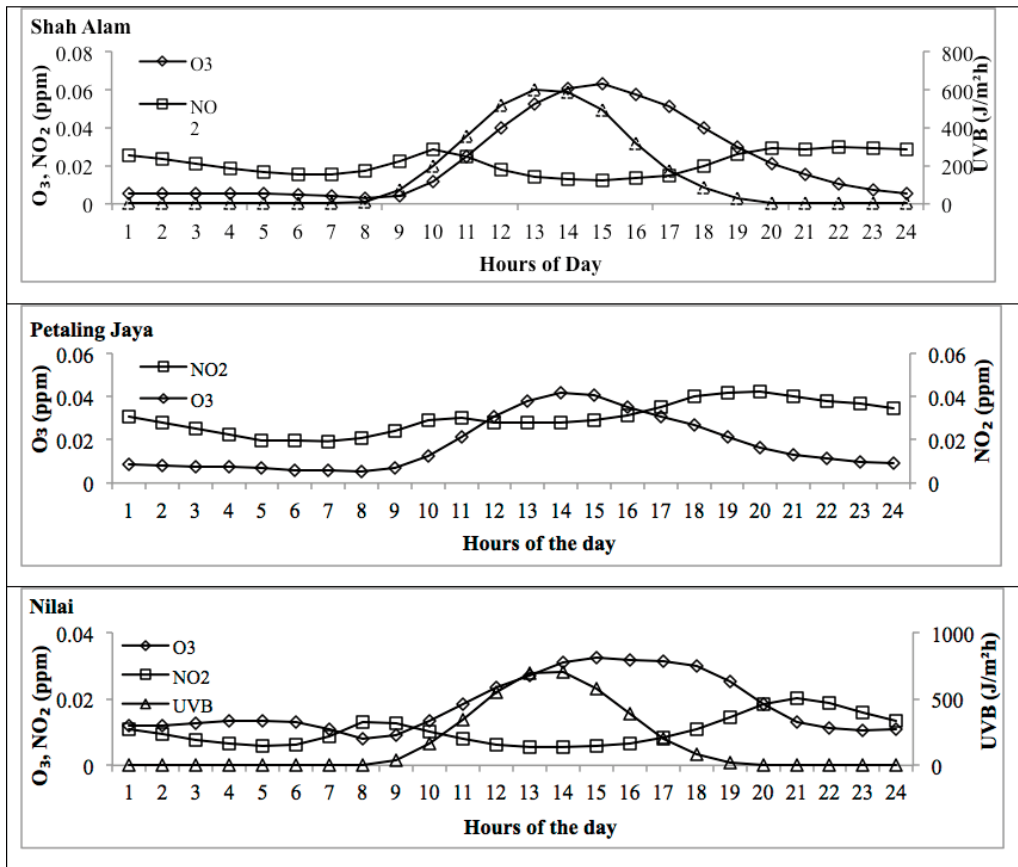 Shah Alam
0.08
0.06
0.04
0.02
0
O₃, NO₂ (ppm)
O3
NO
2
800
600
400
200
0
UVB (J/m²h)
1 2 3 4 5 6 7 8 9 10 11 12 13 14 15 16 17 18 19 20 21 22 23 24
Hours of Day
Petaling Jaya
0.06
0.04
0.02
0
O₃ (ppm)
NO2
O3
0.06
0.04
0.02
0
NO₂ (ppm)
1 2 3 4 5 6 7 8 9 10 11 12 13 14 15 16 17 18 19 20 21 22 23 24
Hours of the day
Nilai
0.04
0.02
0
O₃, NO₂ (ppm)
O3
NO2
UVB
1000
500
0
UVB (J/m²h)
1 2 3 4 5 6 7 8 9 10 11 12 13 14 15 16 17 18 19 20 21 22 23 24
Hours of the day